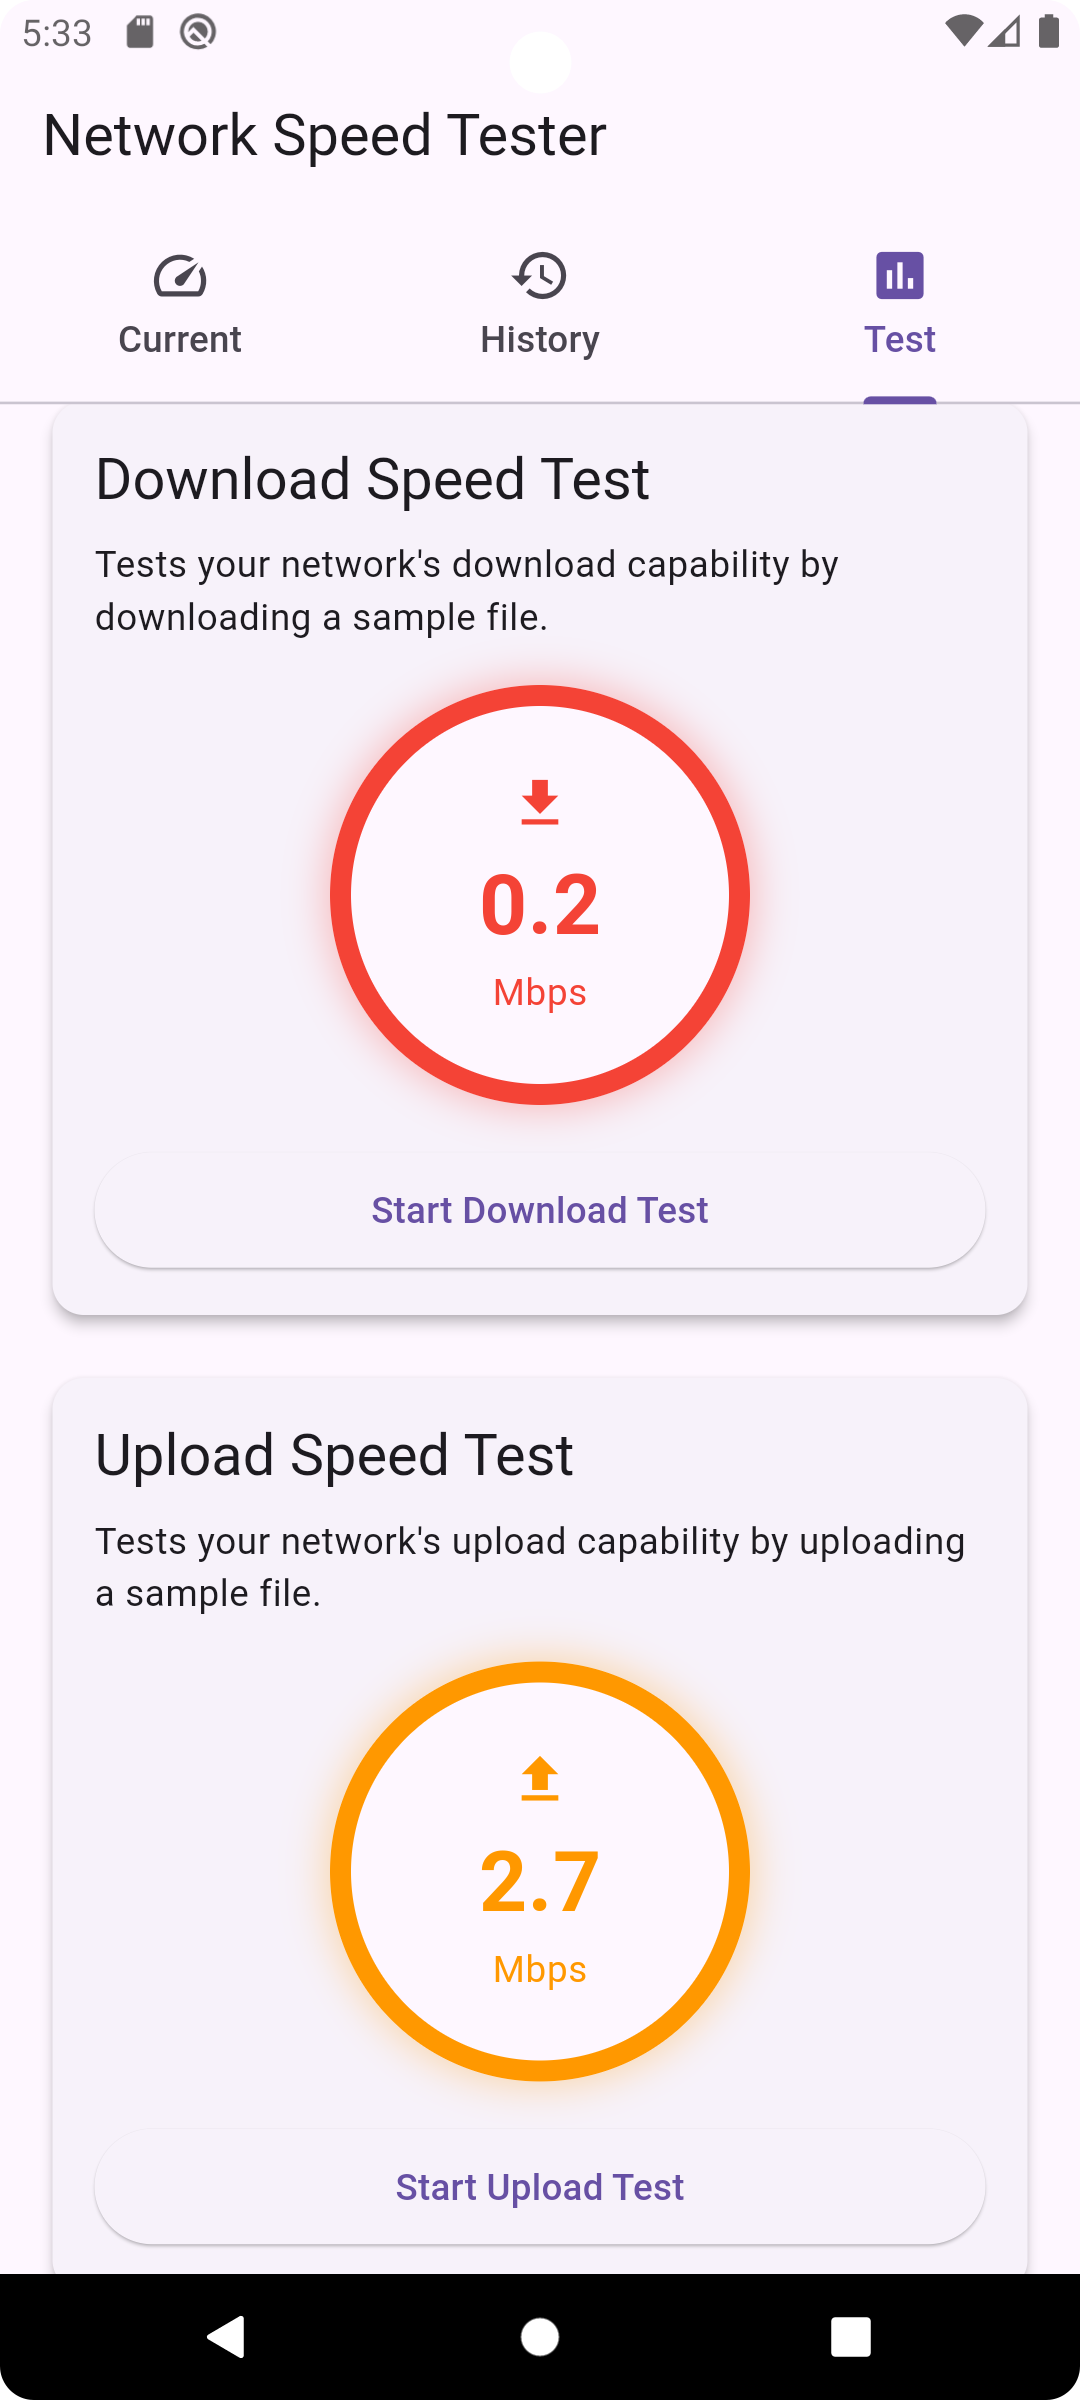 5:33
Network Speed Tester
Current
History
Test
Download Speed Test
Tests your network's download capability by
downloading a sample file.
0.2
Mbps
Start Download Test
Upload Speed Test
Tests your network's upload capability by uploading
a sample file.
2.7
Mbps
Start Upload Test